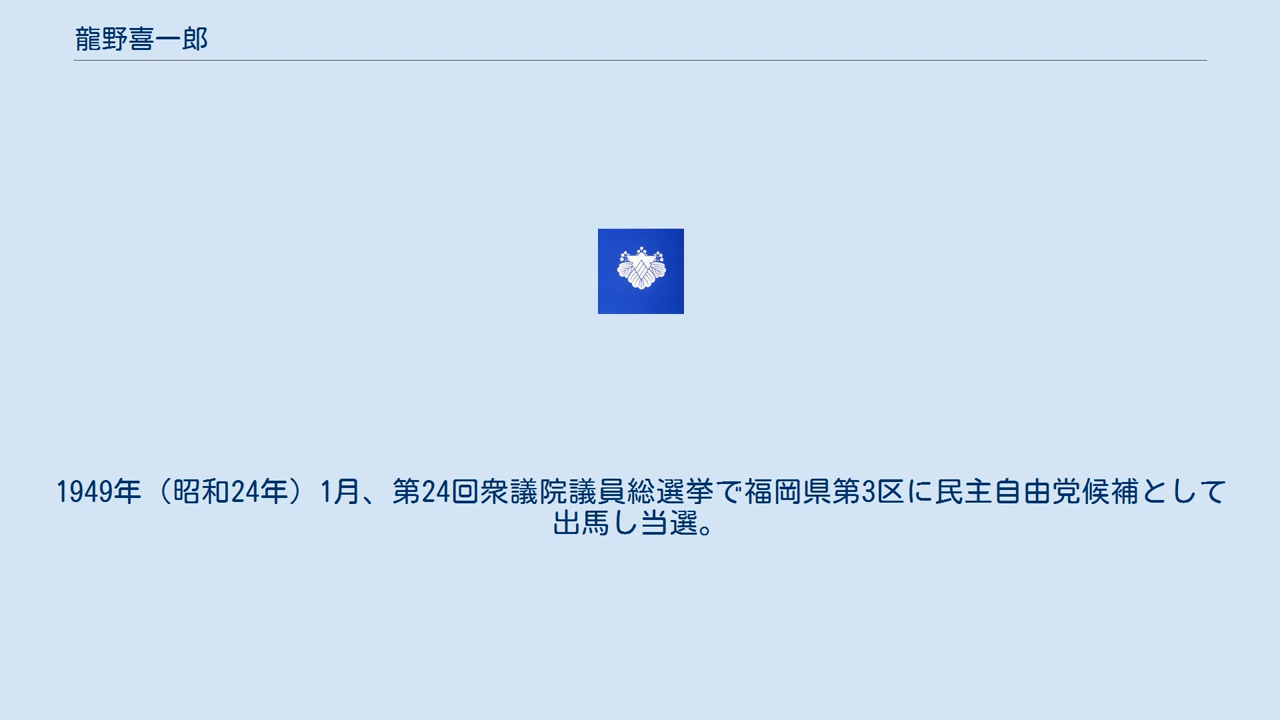 龍野喜一郎
1949年（昭和24年）1月、第24回衆議院議員総選挙で福岡県第3区に民主自由党候補として
出馬し当選。